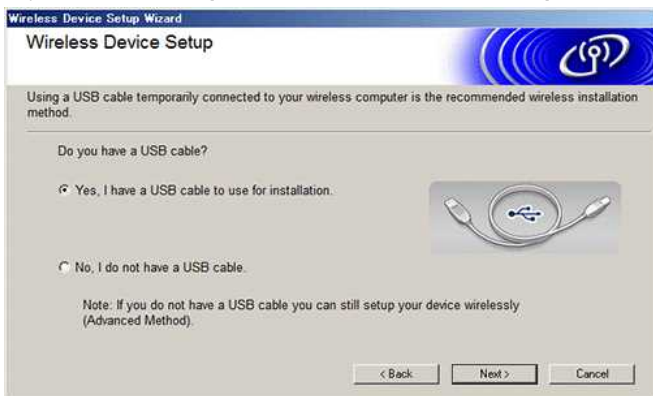 Wireless Device Setup Wizard
Wireless Device Setup
Using a USB cable temporarily connected to your wireless computer is the recommended wireless installation
method.
Do you have a USB cable?
Yes, I have a USB cable to use for installation.
No, I do not have a USB cable.
Note: If you do not have a USB cable you can still setup your device wirelessly
(Advanced Method).
< Back
Next >
Cancel